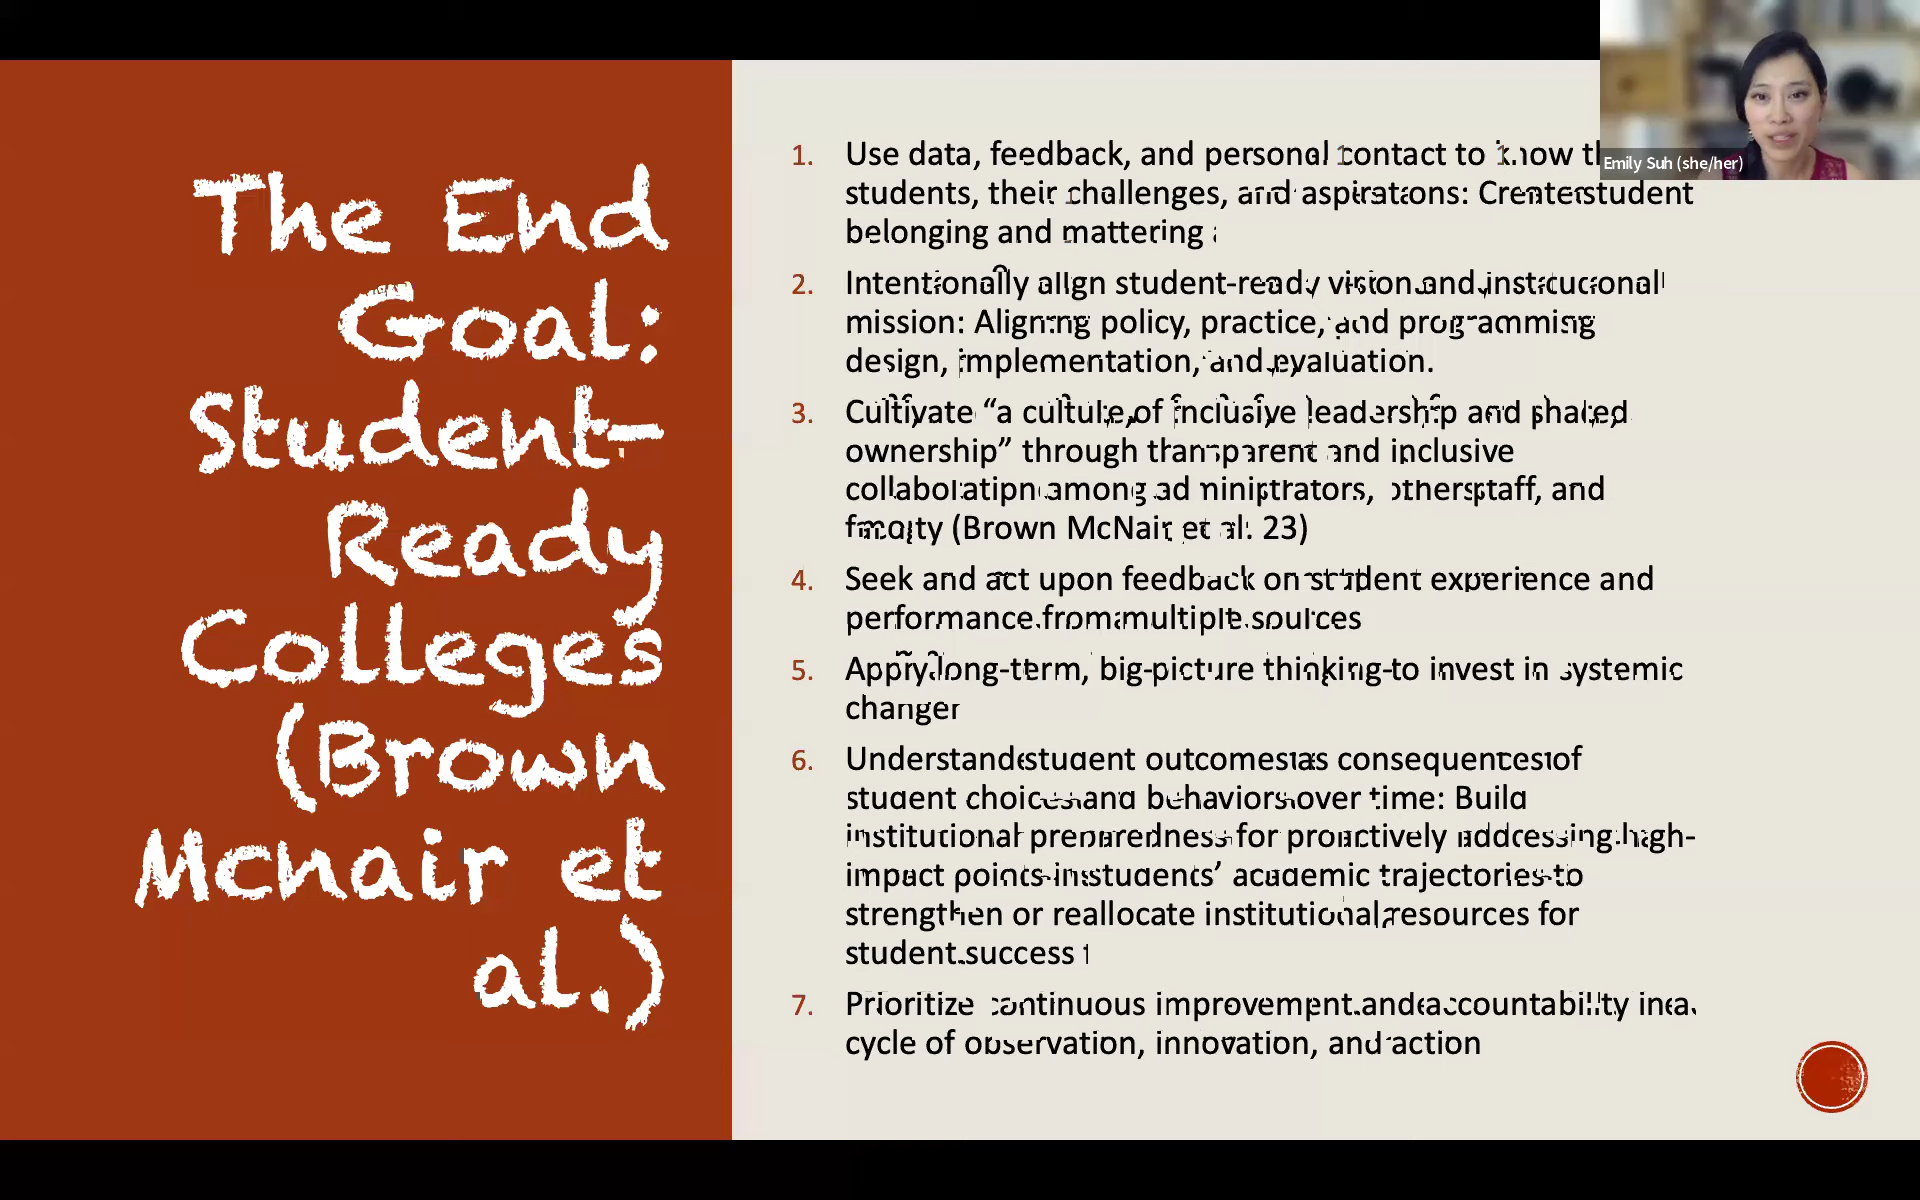 The End
Goal:
Student-
Ready
Colleges
(Brown
Mcnair et
al.)
1. Use data, feedback, and personal contact to know
students, their challenges, and aspirations: Create student
belonging and mattering
2. Intentionally align student-ready vision and institutional
mission: Aligning policy, practice, and programming
design, implementation, and evaluation.
3. Cultivate “a culture of inclusive leadership and shared
ownership” through transparent and inclusive
collaboration among administrators, other staff, and
faculty (Brown McNair et al. 23)
4. Seek and act upon feedback on student experience and
performance from multiple sources
5. Apply long-term, big-picture thinking to invest in systemic
change
6. Understand student outcomes as consequences of
student choices and behaviors over time: Build
institutional preparedness for proactively addressing high-
impact points in students’ academic trajectories to
strengthen or reallocate institutional resources for
student success
7. Prioritize continuous improvement and accountability in a
cycle of observation, innovation, and action
Emily Suh (she/her)